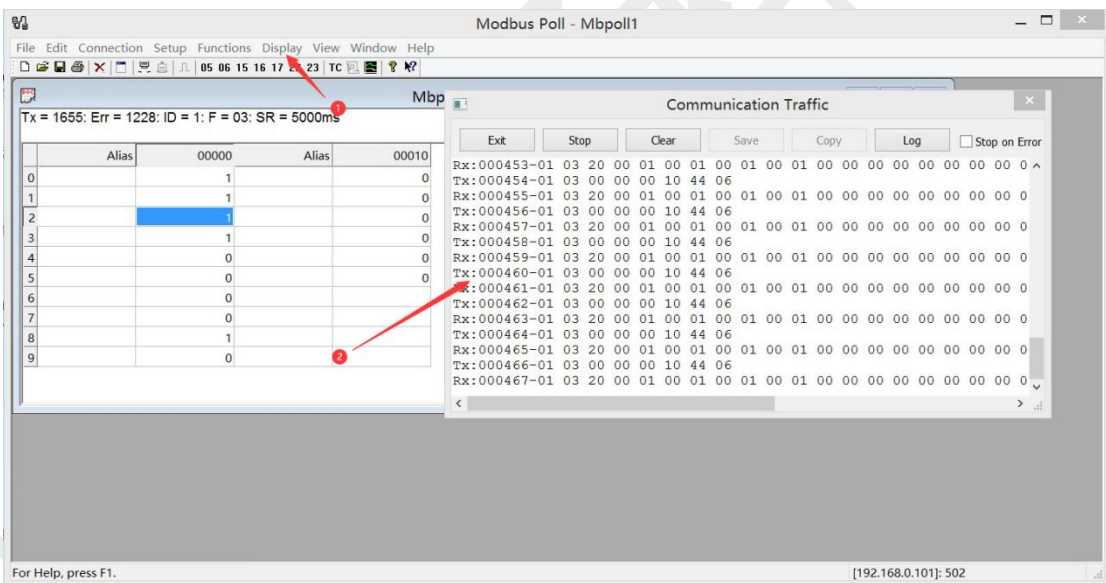 Modbus Poll - Mbpoll1
File Edit Connection Setup Functions Display View Window Help
05 06 15 16 17 23 TC
1
Mbp
Tx = 1655: Err = 1228: ID = 1: F = 03: SR = 5000ms
Alias 00000 Alias 00010
0 1 0
1 1 0
2 1 0
3 1 0
4 0 0
5 0 0
6 0
7 0
8 1
9 0
2
Communication Traffic
Exit Stop Clear Save Copy Log Stop on Error
Rx:000453-01 03 20 00 01 00 01 00 01 00 01 00 00 00 00 00 00 00 0
Tx:000454-01 03 00 00 00 10 44 06
Rx:000455-01 03 20 00 01 00 01 00 01 00 01 00 00 00 00 00 00 00 0
Tx:000456-01 03 00 00 00 10 44 06
Rx:000457-01 03 20 00 01 00 01 00 01 00 01 00 00 00 00 00 00 00 0
Tx:000458-01 03 00 00 00 10 44 06
Rx:000459-01 03 20 00 01 00 01 00 01 00 01 00 00 00 00 00 00 00 0
Tx:000460-01 03 00 00 00 10 44 06
Rx:000461-01 03 20 00 01 00 01 00 01 00 01 00 00 00 00 00 00 00 0
Tx:000462-01 03 00 00 00 10 44 06
Rx:000463-01 03 20 00 01 00 01 00 01 00 01 00 00 00 00 00 00 00 0
Tx:000464-01 03 00 00 00 10 44 06
Rx:000465-01 03 20 00 01 00 01 00 01 00 01 00 00 00 00 00 00 00 0
Tx:000466-01 03 00 00 00 10 44 06
Rx:000467-01 03 20 00 01 00 01 00 01 00 01 00 00 00 00 00 00 00 0
For Help, press F1.
[192.168.0.101]: 502